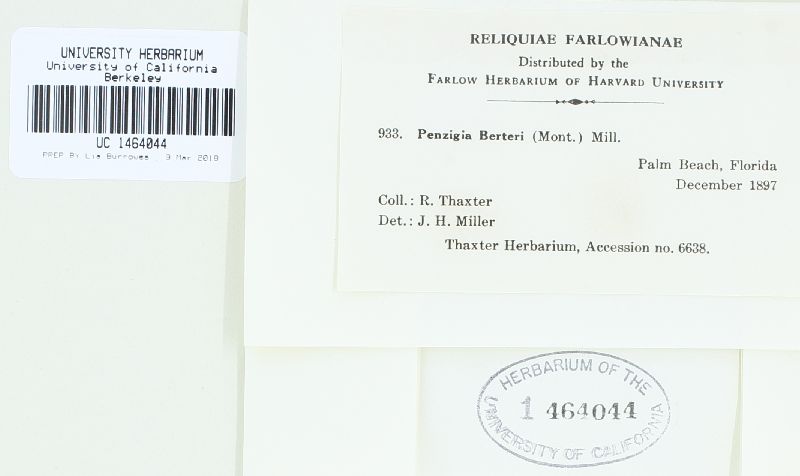 UNIVERSITY HERBARIUM
University of California
Berkeley
UC 1464044
PREP BY Lia Burrowes 9 Mar 2018
RELIQUIAE FARLOWIANAE
Distributed by the
FARLOW HERBARIUM OF HARVARD UNIVERSITY
933. Penzigia Berteri (Mont.) Mill.
Palm Beach, Florida
December 1897
Coll.: R. Thaxter
Det.: J. H. Miller
Thaxter Herbarium, Accession no. 6638.
HERBARIUM OF THE
1 464044
UNIVERSITY OF CALIFORNIA